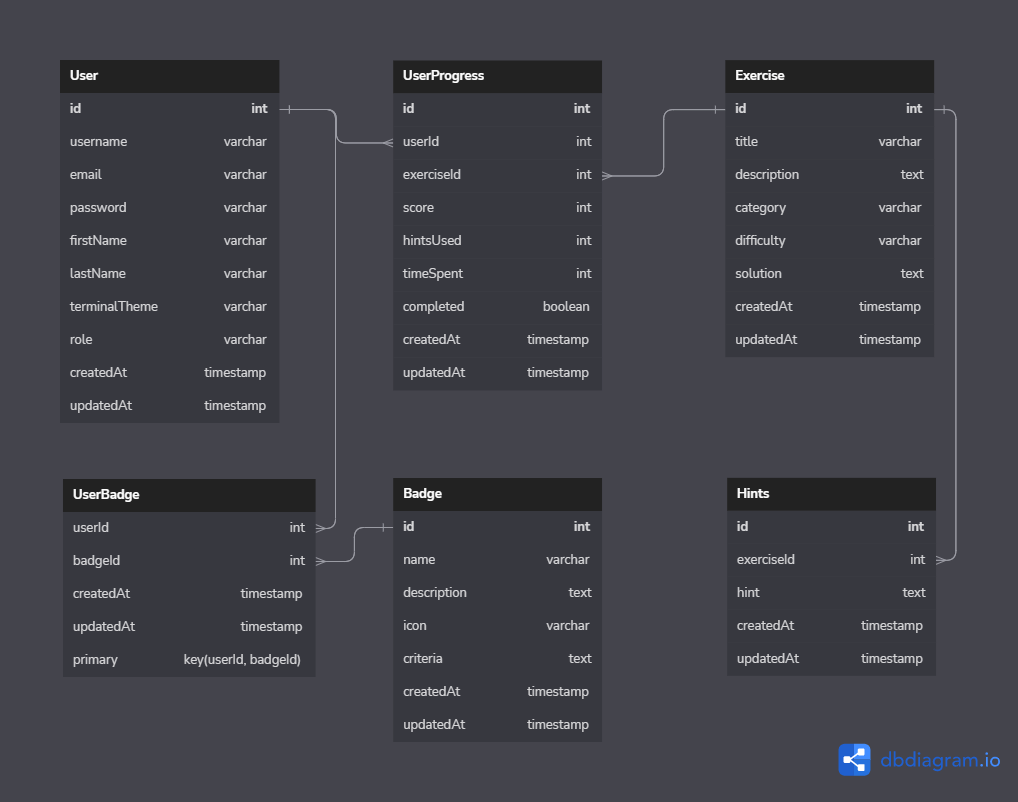 User
id int
username varchar
email varchar
password varchar
firstName varchar
lastName varchar
terminalTheme varchar
role varchar
createdAt timestamp
updatedAt timestamp
UserProgress
id int
userId int
exerciseId int
score int
hintsUsed int
timeSpent int
completed boolean
createdAt timestamp
updatedAt timestamp
Exercise
id int
title varchar
description text
category varchar
difficulty varchar
solution text
createdAt timestamp
updatedAt timestamp
UserBadge
userId int
badgeId int
createdAt timestamp
updatedAt timestamp
primary key(userId, badgeId)
Badge
id int
name varchar
description text
icon varchar
criteria text
createdAt timestamp
updatedAt timestamp
Hints
id int
exerciseId int
hint text
createdAt timestamp
updatedAt timestamp
dbdiagram.io